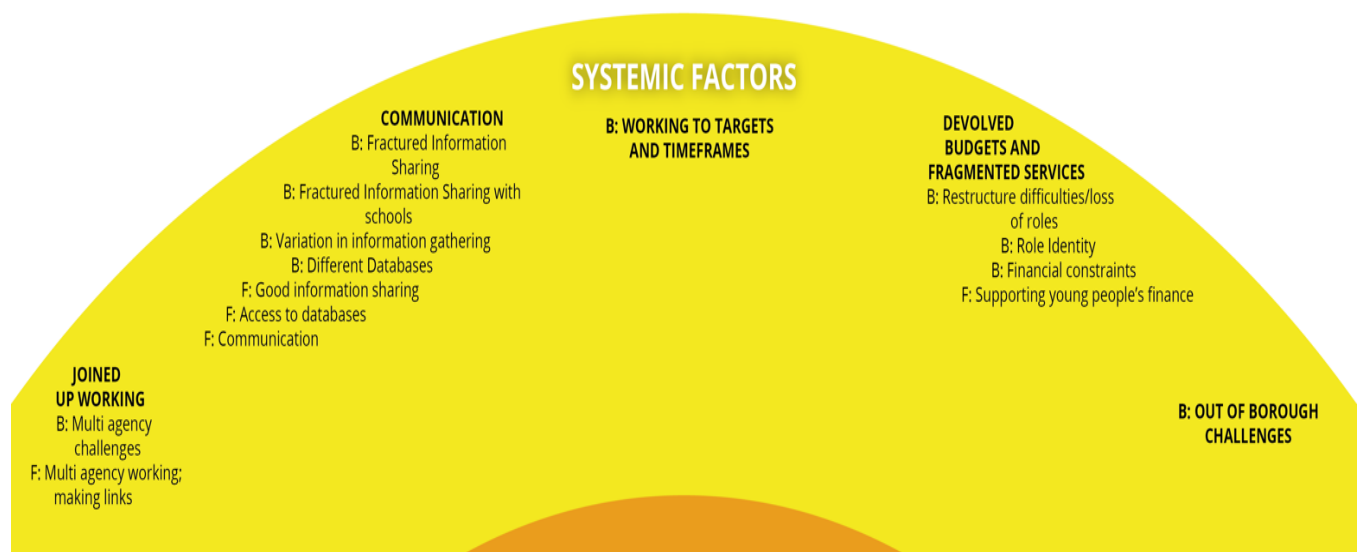 SYSTEMIC FACTORS
COMMUNICATION
B: Fractured Information
Sharing
B: Fractured Information Sharing with
schools
B: Variation in information gathering
B: Different Databases
F: Good information sharing
F: Access to databases
F: Communication
B: WORKING TO TARGETS
AND TIMEFRAMES
DEVOLVED
BUDGETS AND
FRAGMENTED SERVICES
B: Restructure difficulties/loss
of roles
B: Role Identity
B: Financial constraints
F: Supporting young people's finance
JOINED
UP WORKING
B: Multi agency
challenges
F: Multi agency working;
making links
B: OUT OF BOROUGH
CHALLENGES